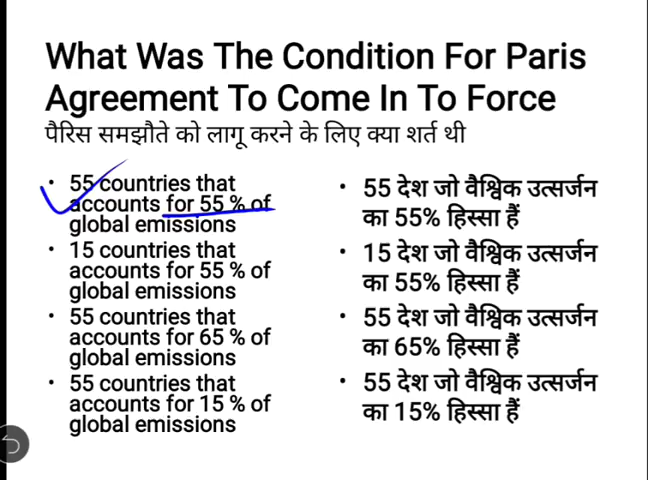 What Was The Condition For Paris
Agreement To Come In To Force
पैरिस समझौते को लागू करने के लिए क्या शर्त थी
• 55 countries that
accounts for 55 % of
global emissions
• 15 countries that
accounts for 55 % of
global emissions
• 55 countries that
accounts for 65 % of
global emissions
• 55 countries that
accounts for 15 % of
global emissions
• 55 देश जो वैश्विक उत्सर्जन
का 55% हिस्सा हैं
• 15 देश जो वैश्विक उत्सर्जन
का 55% हिस्सा हैं
• 55 देश जो वैश्विक उत्सर्जन
का 65% हिस्सा हैं
• 55 देश जो वैश्विक उत्सर्जन
का 15% हिस्सा हैं